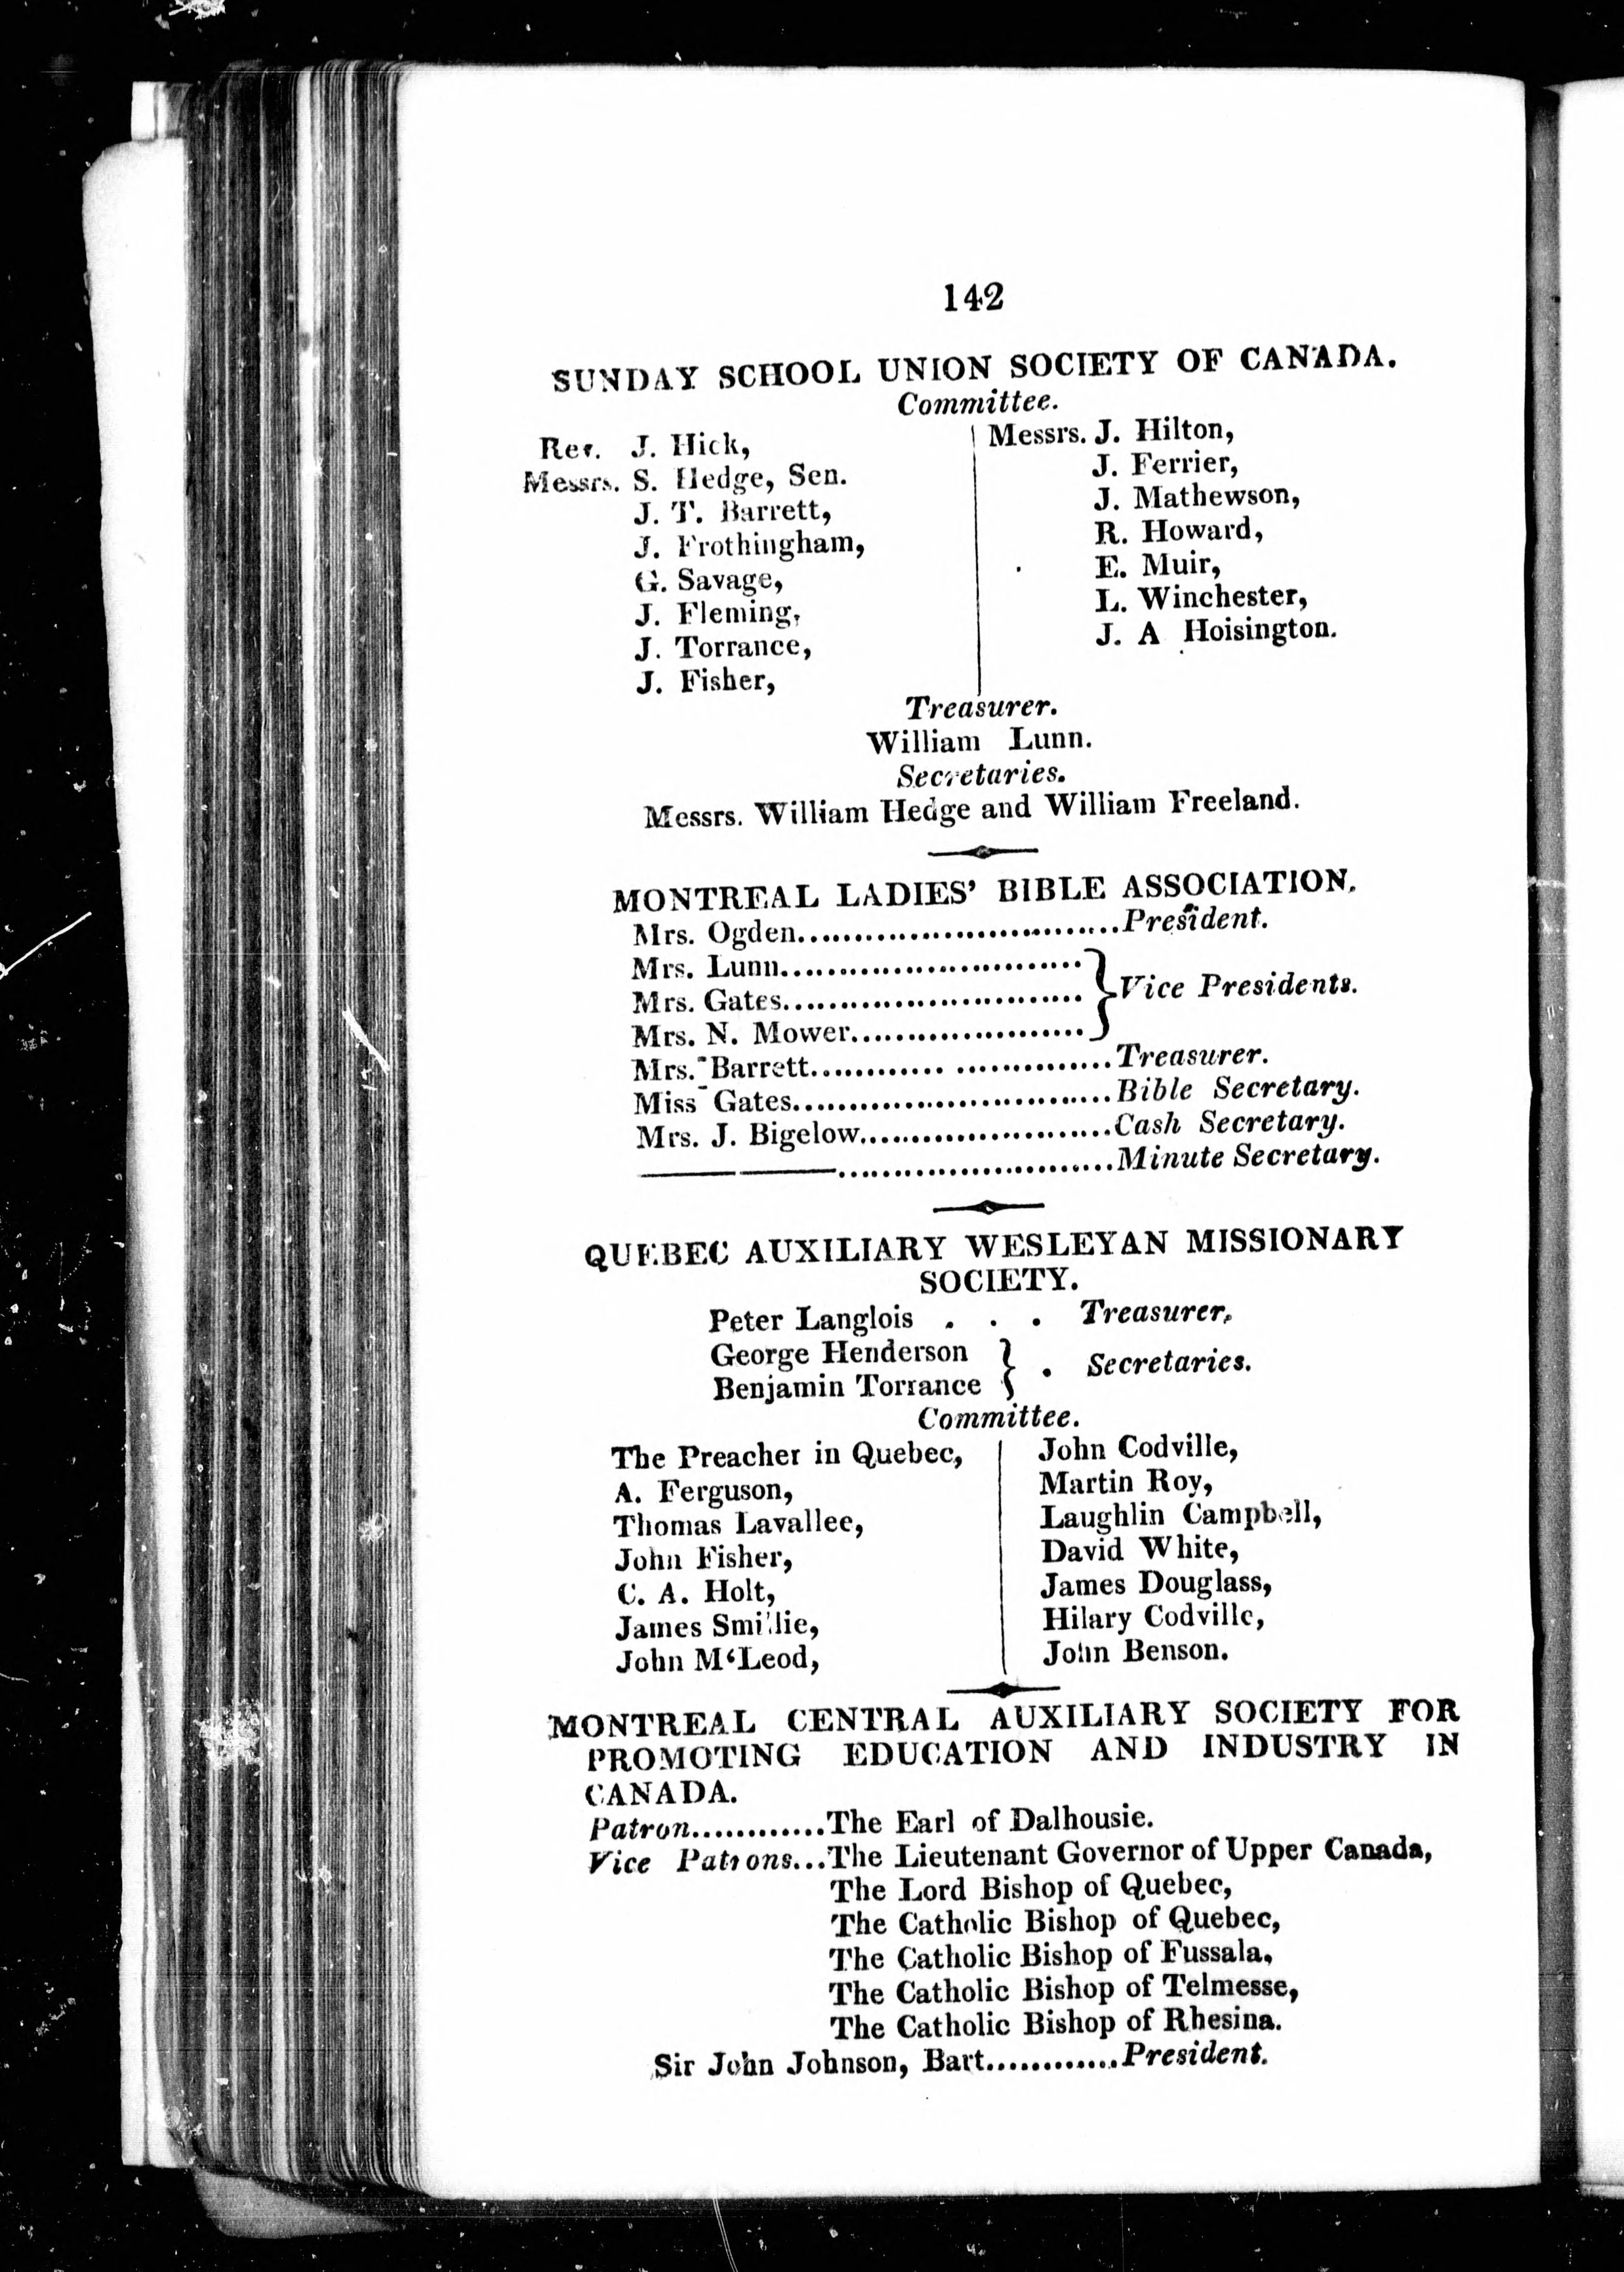 142
SUNDAY SCHOOL UNION SOCIETY OF CANADA.
Committee.
Rev. J. Hick,
Messrs. S. Hedge, Sen.
J. T. Barrett,
J. Frothingham,
G. Savage,
J. Fleming,
J. Torrance,
J. Fisher,
Messrs. J. Hilton,
J. Ferrier,
J. Mathewson,
R. Howard,
E. Muir,
L. Winchester,
J. A Hoisington.
Treasurer.
William Lunn.
Secretaries.
Messrs. William Hedge and William Freeland.
MONTREAL LADIES' BIBLE ASSOCIATION.
Mrs. Ogden..............................President.
Mrs. Lunn...........................
Mrs. Gates........................... } Vice Presidents.
Mrs. N. Mower.....................
Mrs. Barrett............ ..............Treasurer.
Miss Gates.............................Bible Secretary.
Mrs. J. Bigelow.......................Cash Secretary.
—— ——.........................Minute Secretary.
QUEBEC AUXILIARY WESLEYAN MISSIONARY
SOCIETY.
Peter Langlois . . . Treasurer,
George Henderson
Benjamin Torrance } . Secretaries.
Committee.
The Preacher in Quebec,
A. Ferguson,
Thomas Lavallee,
John Fisher,
C. A. Holt,
James Smillie,
John M‘Leod,
John Codville,
Martin Roy,
Laughlin Campbell,
David White,
James Douglass,
Hilary Codville,
John Benson.
MONTREAL CENTRAL AUXILIARY SOCIETY FOR
PROMOTING EDUCATION AND INDUSTRY IN
CANADA.
Patron............The Earl of Dalhousie.
Vice Patrons...The Lieutenant Governor of Upper Canada,
The Lord Bishop of Quebec,
The Catholic Bishop of Quebec,
The Catholic Bishop of Fussala,
The Catholic Bishop of Telmesse,
The Catholic Bishop of Rhesina.
Sir John Johnson, Bart............President.